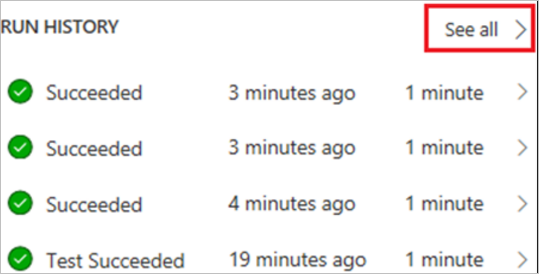 RUN HISTORY See all
Succeeded 3 minutes ago 1 minute
Succeeded 3 minutes ago 1 minute
Succeeded 4 minutes ago 1 minute
Test Succeeded 19 minutes ago 1 minute